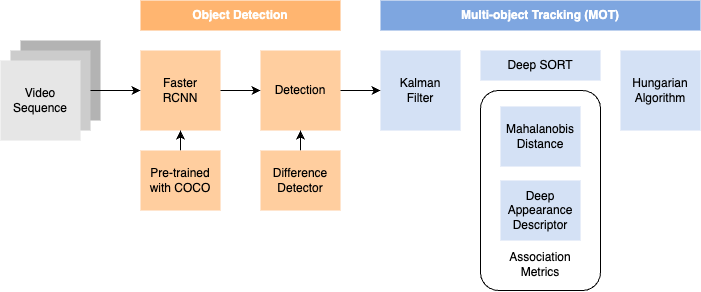 Object Detection
Multi-object Tracking (MOT)
Video
Sequence
Faster
RCNN
Detection
Kalman
Filter
Deep SORT
Hungarian
Algorithm
Pre-trained
with COCO
Difference
Detector
Mahalanobis
Distance
Deep
Appearance
Descriptor
Association
Metrics